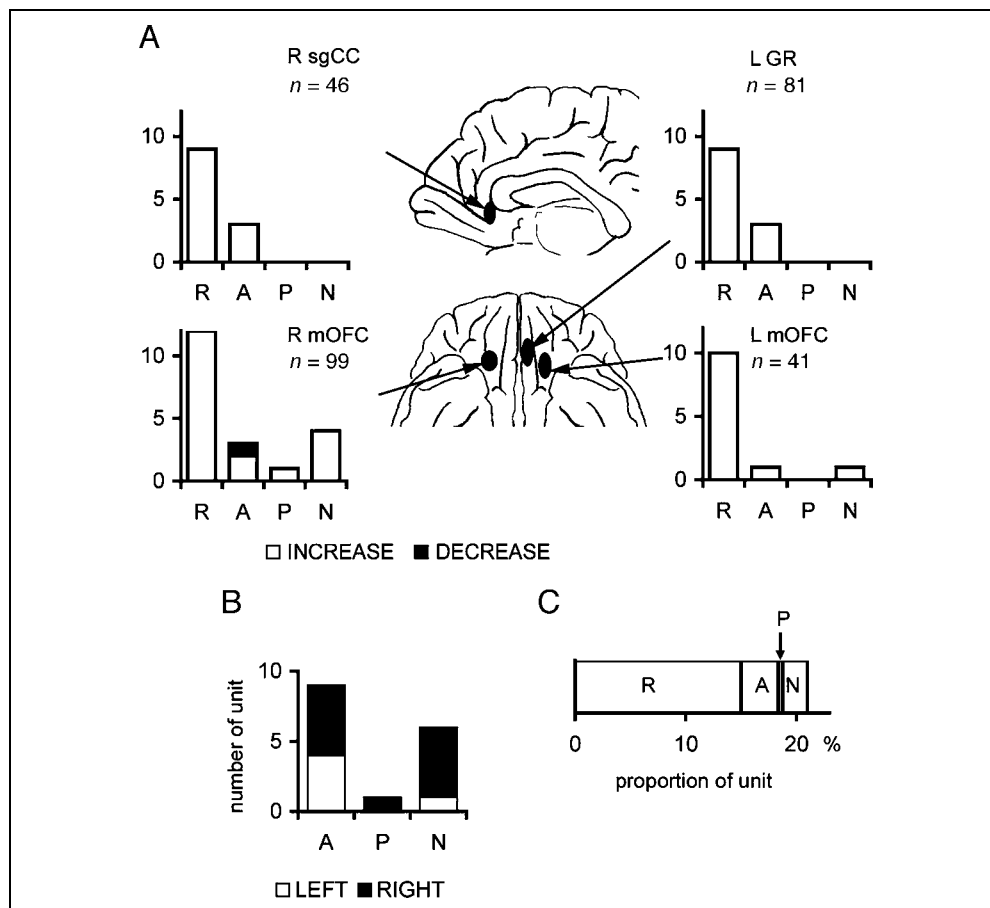 A
R sgCC
n = 46
10
5
0
R A P N
L GR
n = 81
10
5
0
R A P N
R mOFC
n = 99
10
5
0
R A P N
L mOFC
n = 41
10
5
0
R A P N
INCREASE DECREASE
B
number of unit
10
5
0
A P N
LEFT RIGHT
C
P
R A N
0 10 20 %
proportion of unit